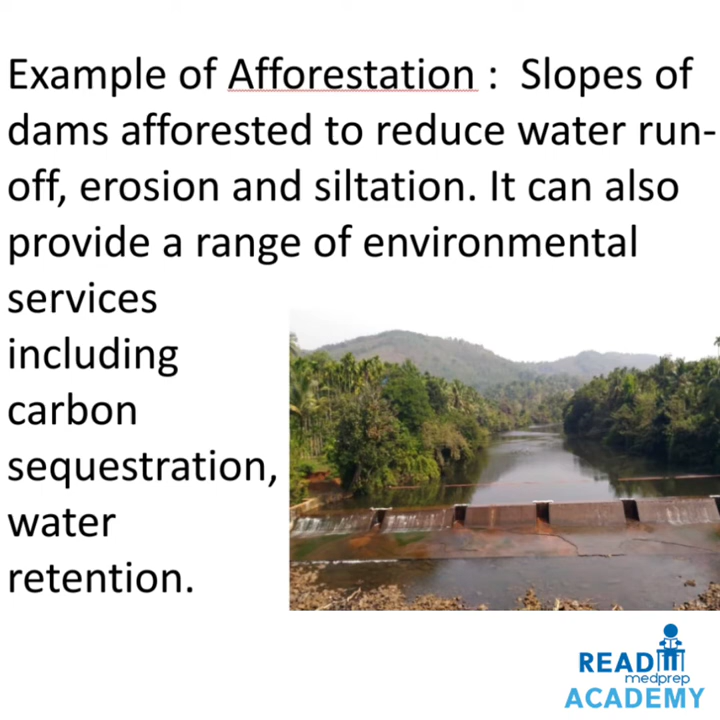 Example of Afforestation :  Slopes of
dams afforested to reduce water run-
off, erosion and siltation. It can also
provide a range of environmental
services
including
carbon
sequestration,
water
retention.
READ
medprep
ACADEMY